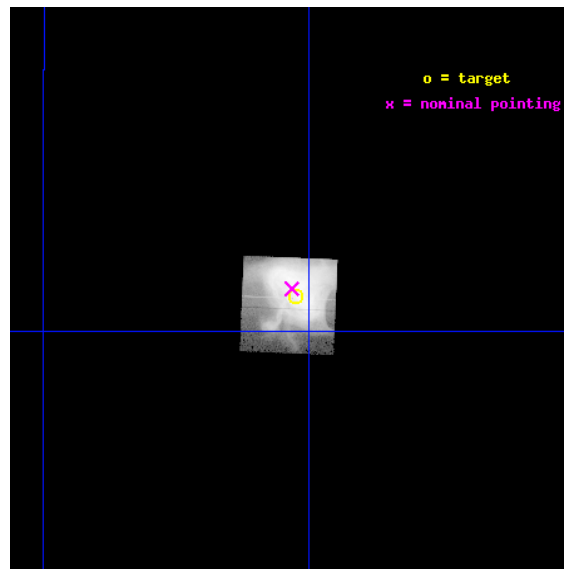 o = target
x = nominal pointing